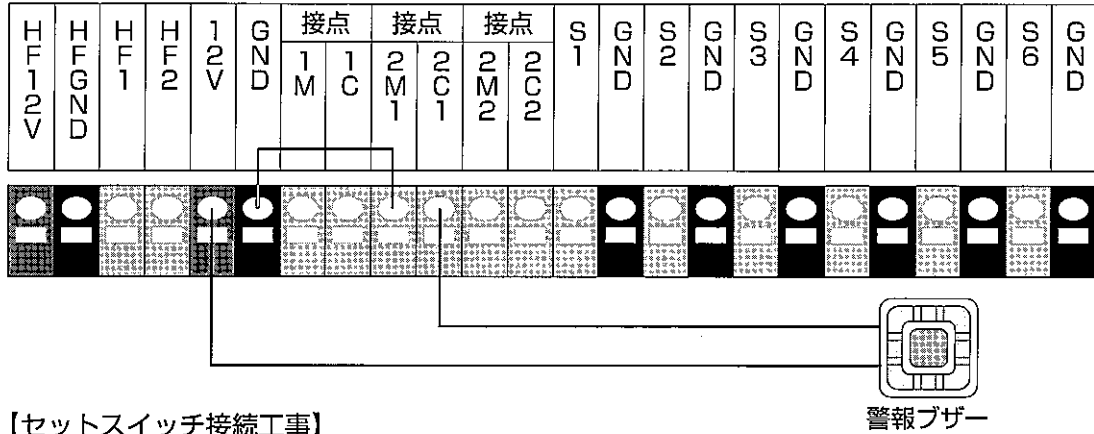 HF12V HFGND HF1 HF2 12V GND 接点 接点 接点 S1 GND S2 GND S3 GND S4 GND S5 GND S6 GND
1M 1C 2M1 2C1 2M2 2C2
警報ブザー
【セットスイッチ接続工事】